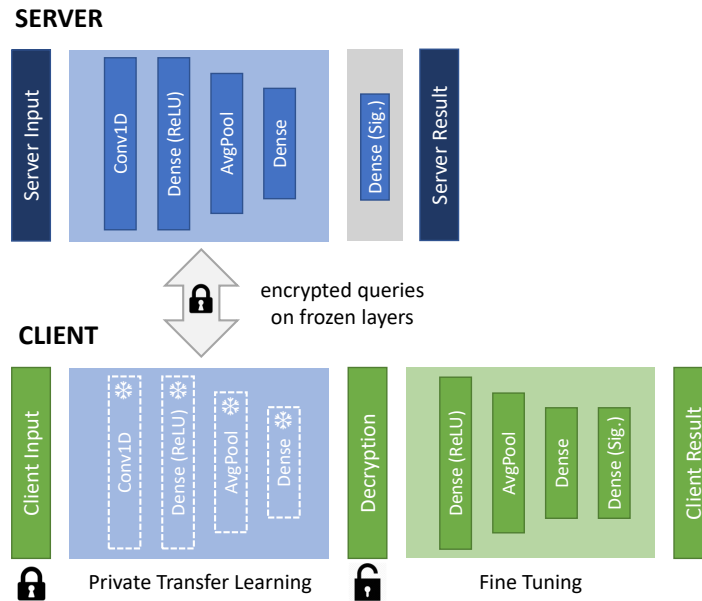 SERVER
Server Input
Conv1D
Dense (ReLU)
AvgPool
Dense
Dense (Sig.)
Server Result
encrypted queries
on frozen layers
CLIENT
Client Input
Conv1D
Dense (ReLU)
AvgPool
Dense
Decryption
Dense (ReLU)
AvgPool
Dense
Dense (Sig.)
Client Result
Private Transfer Learning
Fine Tuning